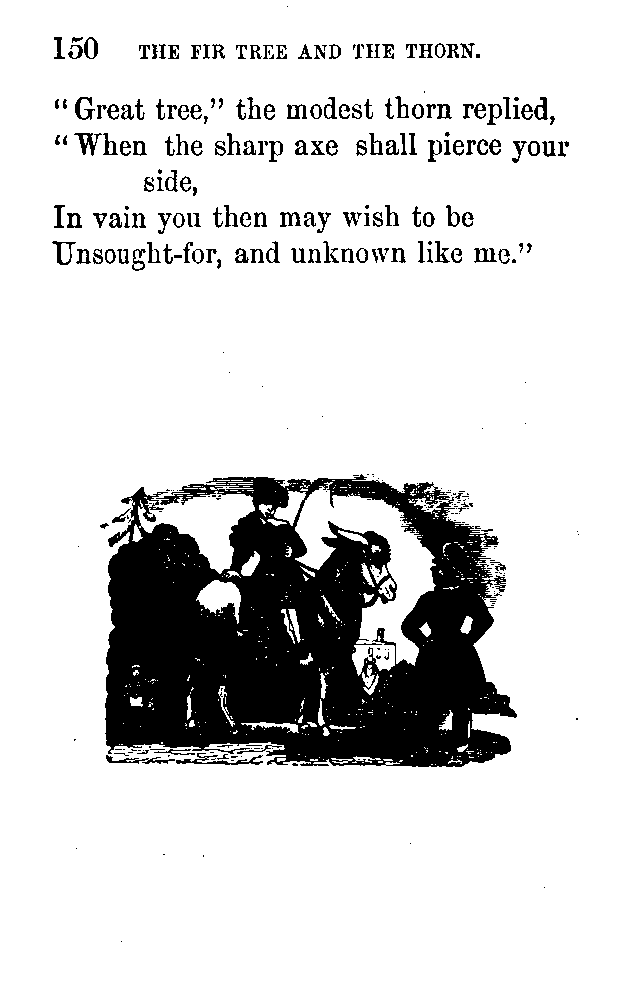 150 THE FIR TREE AND THE THORN.
“Great tree,” the modest thorn replied,
“When the sharp axe shall pierce your
side,
In vain you then may wish to be
Unsought-for, and unknown like me.”